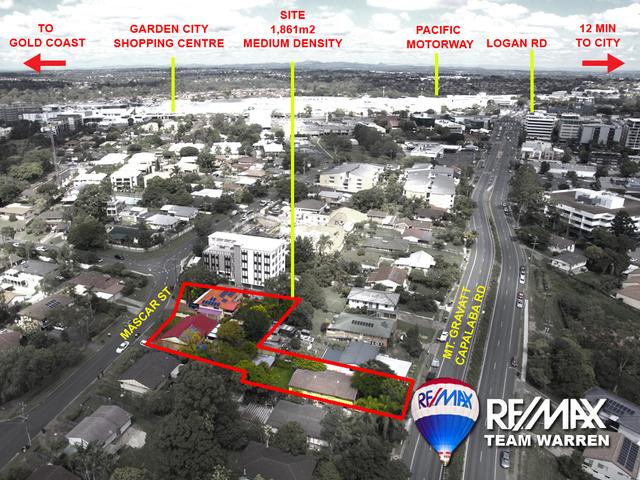 TO
GOLD COAST
GARDEN CITY
SHOPPING CENTRE
SITE
1,861m2
MEDIUM DENSITY
PACIFIC
MOTORWAY
LOGAN RD
12 MIN
TO CITY
MASCAR ST
MT. GRAVATT
CAPALABA RD
RE/MAX
RE/MAX
TEAM WARREN